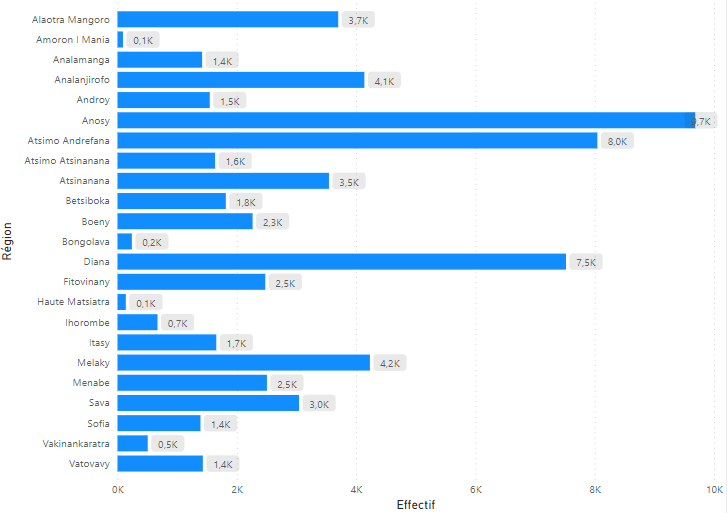 Région
Alaotra Mangoro 3,7K
Amoron I Mania 0,1K
Analamanga 1,4K
Analanjirofo 4,1K
Androy 1,5K
Anosy 9,7K
Atsimo Andrefana 8,0K
Atsimo Atsinanana 1,6K
Atsinanana 3,5K
Betsiboka 1,8K
Boeny 2,3K
Bongolava 0,2K
Diana 7,5K
Fitovinany 2,5K
Haute Matsiatra 0,1K
Ihorombe 0,7K
Itasy 1,7K
Melaky 4,2K
Menabe 2,5K
Sava 3,0K
Sofia 1,4K
Vakinankaratra 0,5K
Vatovavy 1,4K
0K 2K 4K 6K 8K 10K
Effectif